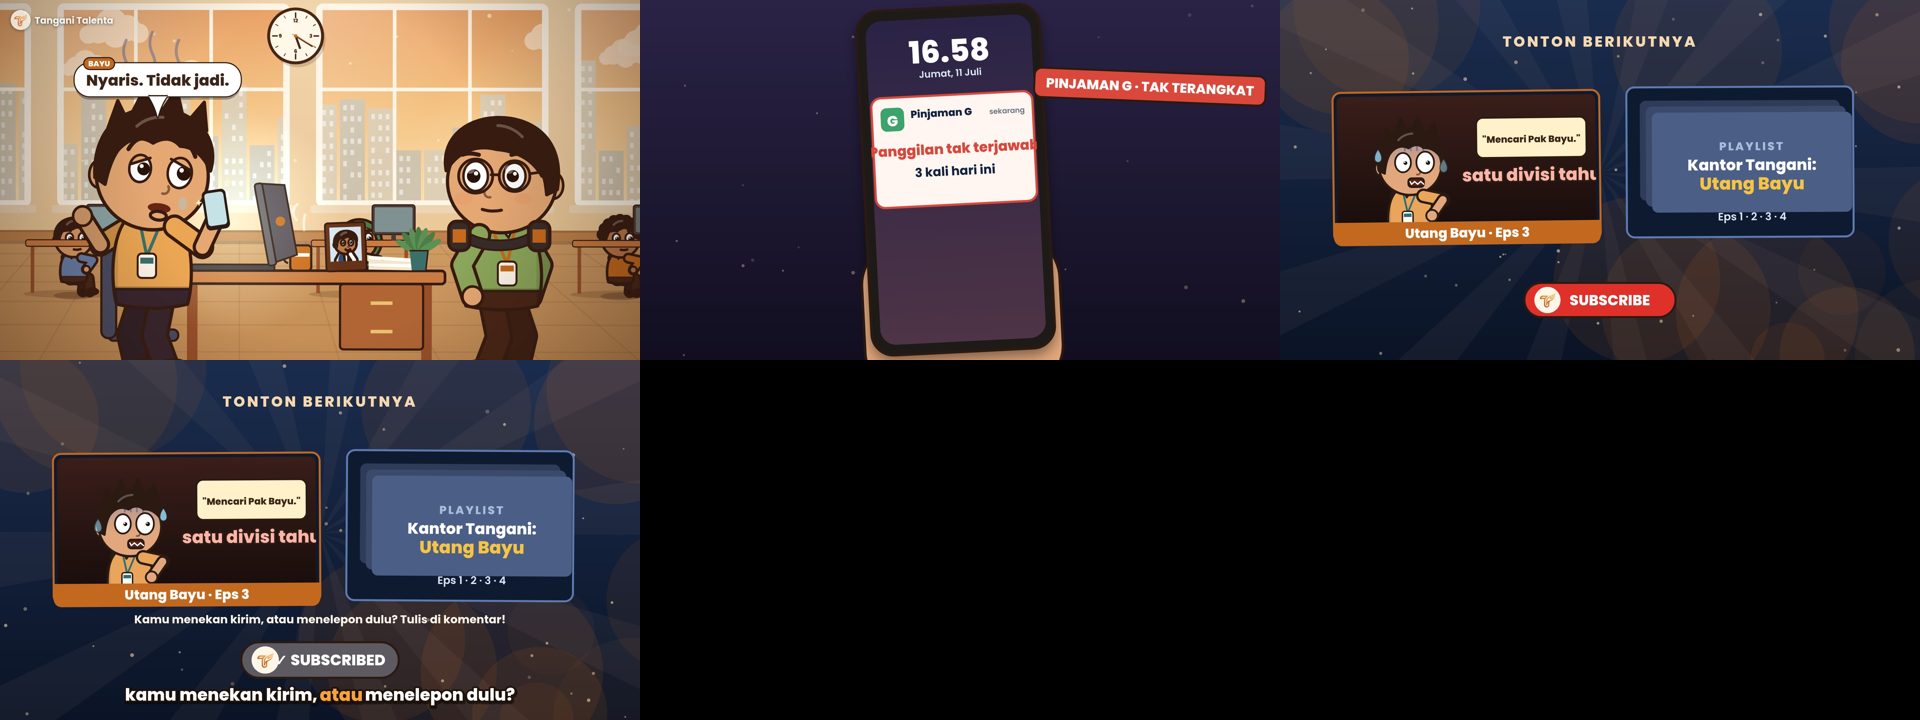 Tangani Talenta
BAYU
Nyaris. Tidak jadi.
16.58
Jumat, 11 Juli
G
Pinjaman G
sekarang
Panggilan tak terjawab
3 kali hari ini
PINJAMAN G · TAK TERANGKAT
TONTON BERIKUTNYA
"Mencari Pak Bayu."
satu divisi tahu
Utang Bayu · Eps 3
PLAYLIST
Kantor Tangani:
Utang Bayu
Eps 1 · 2 · 3 · 4
SUBSCRIBE
TONTON BERIKUTNYA
"Mencari Pak Bayu."
satu divisi tahu
Utang Bayu · Eps 3
PLAYLIST
Kantor Tangani:
Utang Bayu
Eps 1 · 2 · 3 · 4
Kamu menekan kirim, atau menelepon dulu? Tulis di komentar!
✓ SUBSCRIBED
kamu menekan kirim, atau menelepon dulu?